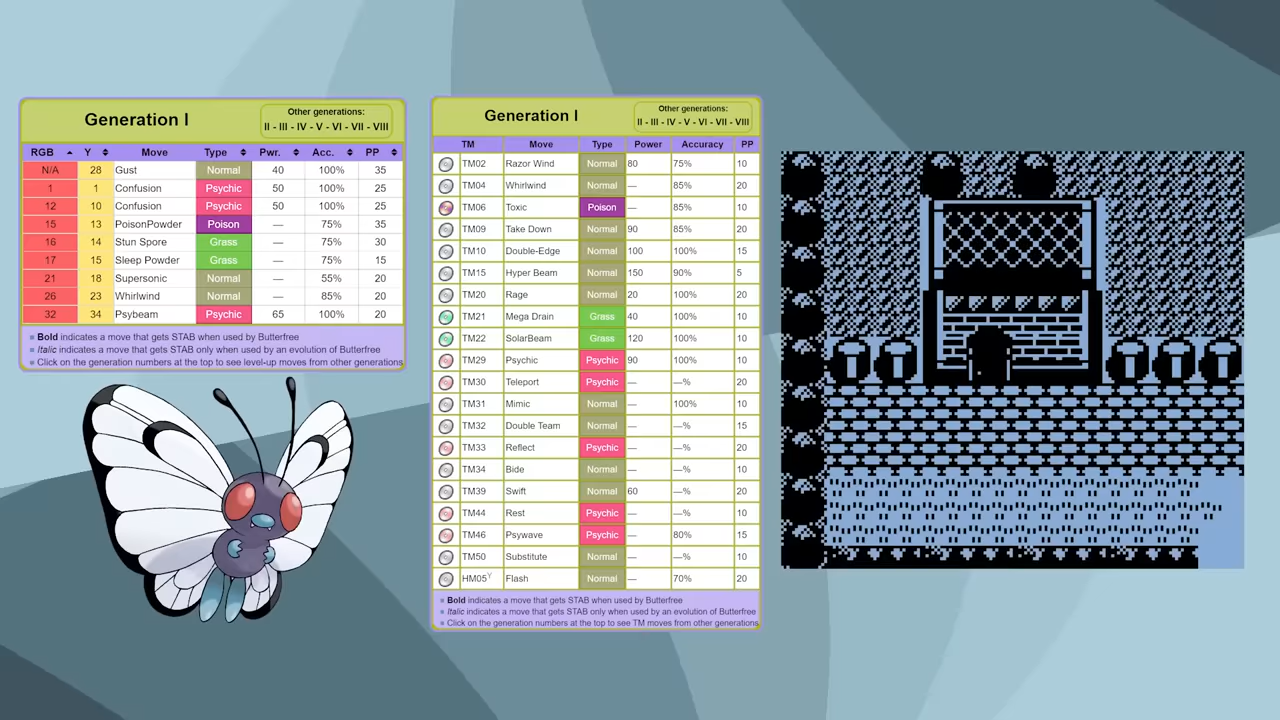 Generation I
Other generations:
II - III - IV - V - VI - VII - VIII
RGB Y Move Type Pwr. Acc. PP
N/A 28 Gust Normal 40 100% 35
1 1 Confusion Psychic 50 100% 25
12 10 Confusion Psychic 50 100% 25
15 13 PoisonPowder Poison — 75% 35
16 14 Stun Spore Grass — 75% 30
17 15 Sleep Powder Grass — 75% 15
21 18 Supersonic Normal — 55% 20
26 23 Whirlwind Normal — 85% 20
32 34 Psybeam Psychic 65 100% 20
Bold indicates a move that gets STAB when used by Butterfree
Italic indicates a move that gets STAB only when used by an evolution of Butterfree
Click on the generation numbers at the top to see level-up moves from other generations
Generation I
Other generations:
II - III - IV - V - VI - VII - VIII
TM Move Type Power Accuracy PP
TM02 Razor Wind Normal 80 75% 10
TM04 Whirlwind Normal — 85% 20
TM06 Toxic Poison — 85% 10
TM09 Take Down Normal 90 85% 20
TM10 Double-Edge Normal 100 100% 15
TM15 Hyper Beam Normal 150 90% 5
TM20 Rage Normal 20 100% 20
TM21 Mega Drain Grass 40 100% 10
TM22 SolarBeam Grass 120 100% 10
TM29 Psychic Psychic 90 100% 10
TM30 Teleport Psychic — —% 20
TM31 Mimic Normal — 100% 10
TM32 Double Team Normal — —% 15
TM33 Reflect Psychic — —% 20
TM34 Bide Normal — —% 10
TM39 Swift Normal 60 —% 20
TM44 Rest Psychic — —% 10
TM46 Psywave Psychic — 80% 15
TM50 Substitute Normal — —% 10
HM05Y Flash Normal — 70% 20
Bold indicates a move that gets STAB when used by Butterfree
Italic indicates a move that gets STAB only when used by an evolution of Butterfree
Click on the generation numbers at the top to see TM moves from other generations